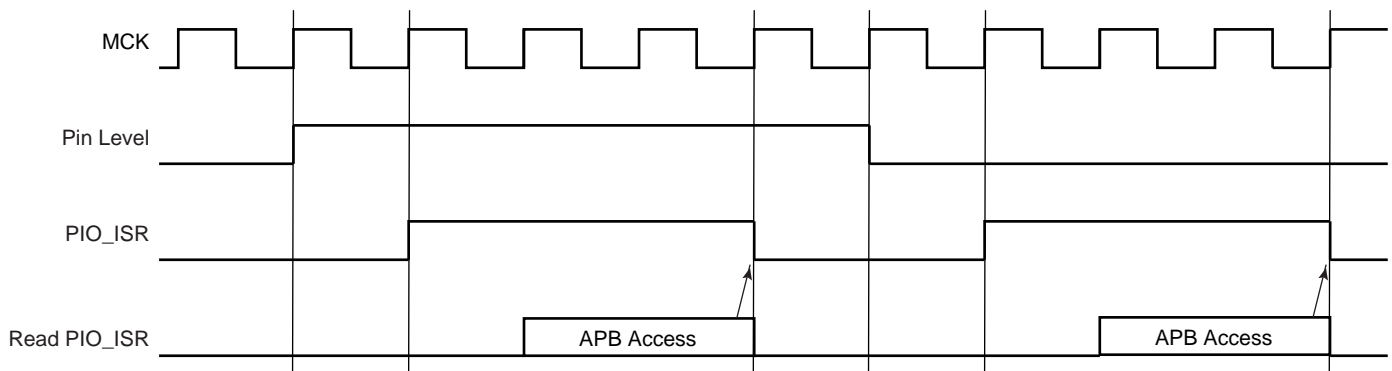 MCK
Pin Level
PIO_ISR
Read PIO_ISR
APB Access
APB Access